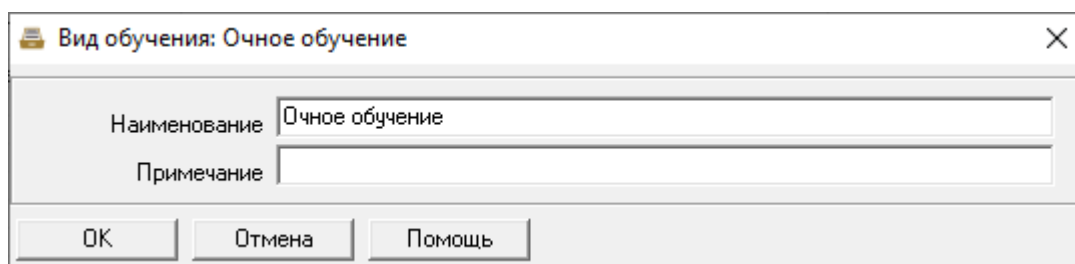 Вид обучения: Очное обучение
Наименование Очное обучение
Примечание
OK Отмена Помощь